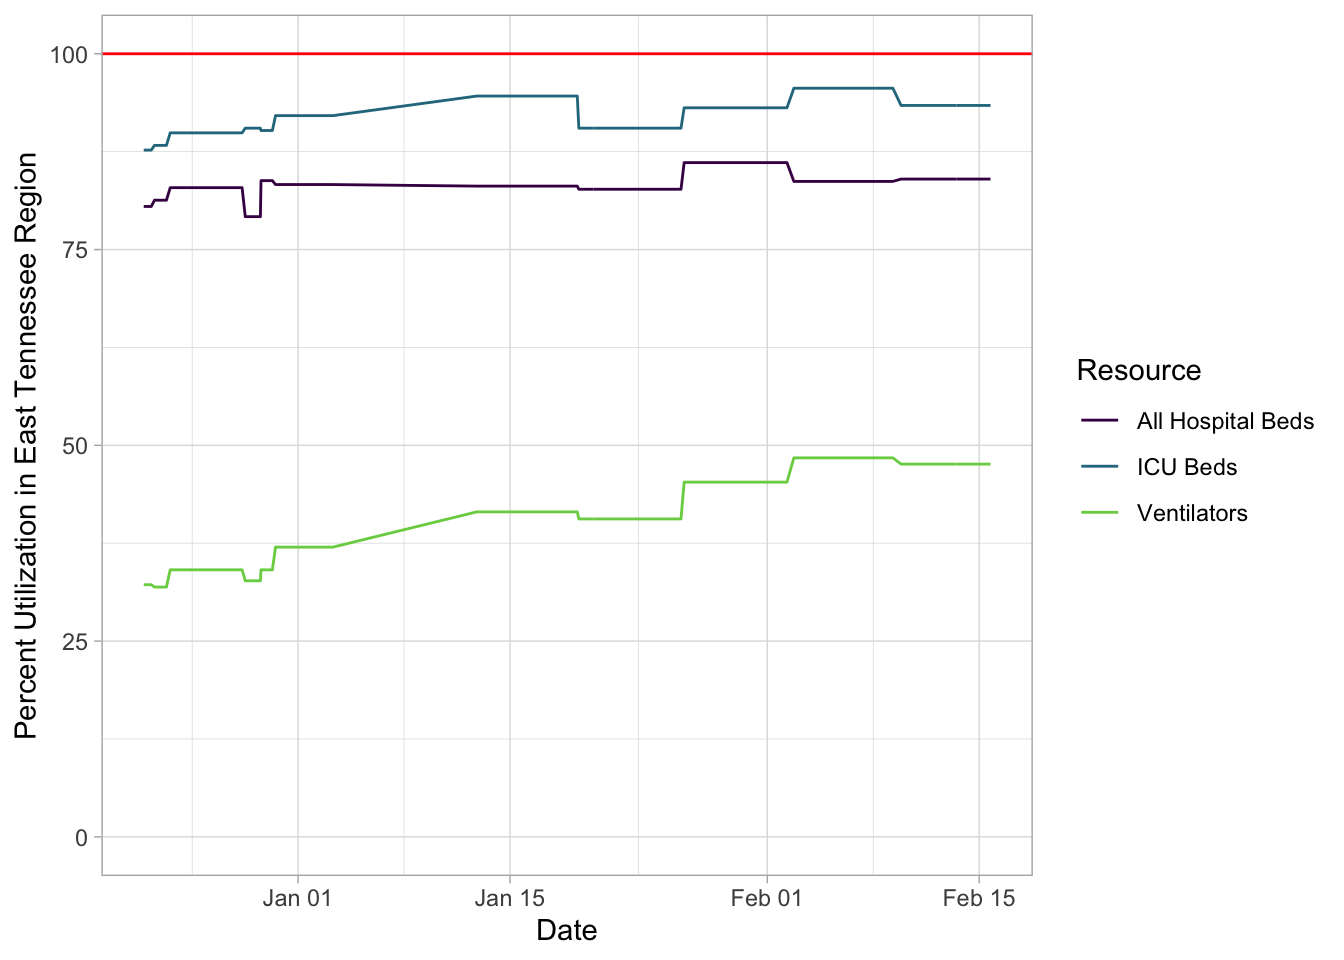 Percent Utilization in East Tennessee Region
100
75
50
25
0
Jan 01
Jan 15
Feb 01
Feb 15
Date
Resource
All Hospital Beds
ICU Beds
Ventilators